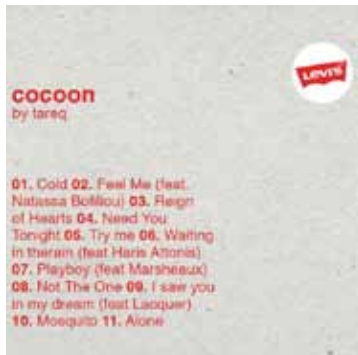 Levi's
cocoon
by tareq
01. Cold 02. Feel Me (feat.
Natassa Bofiliou) 03. Reign
of Hearts 04. Need You
Tonight 05. Try me 06. Waiting
in therain (feat Haris Attonis)
07. Playboy (feat Marsheaux)
08. Not The One 09. I saw you
in my dream (feat Lacquer)
10. Mosquito 11. Alone